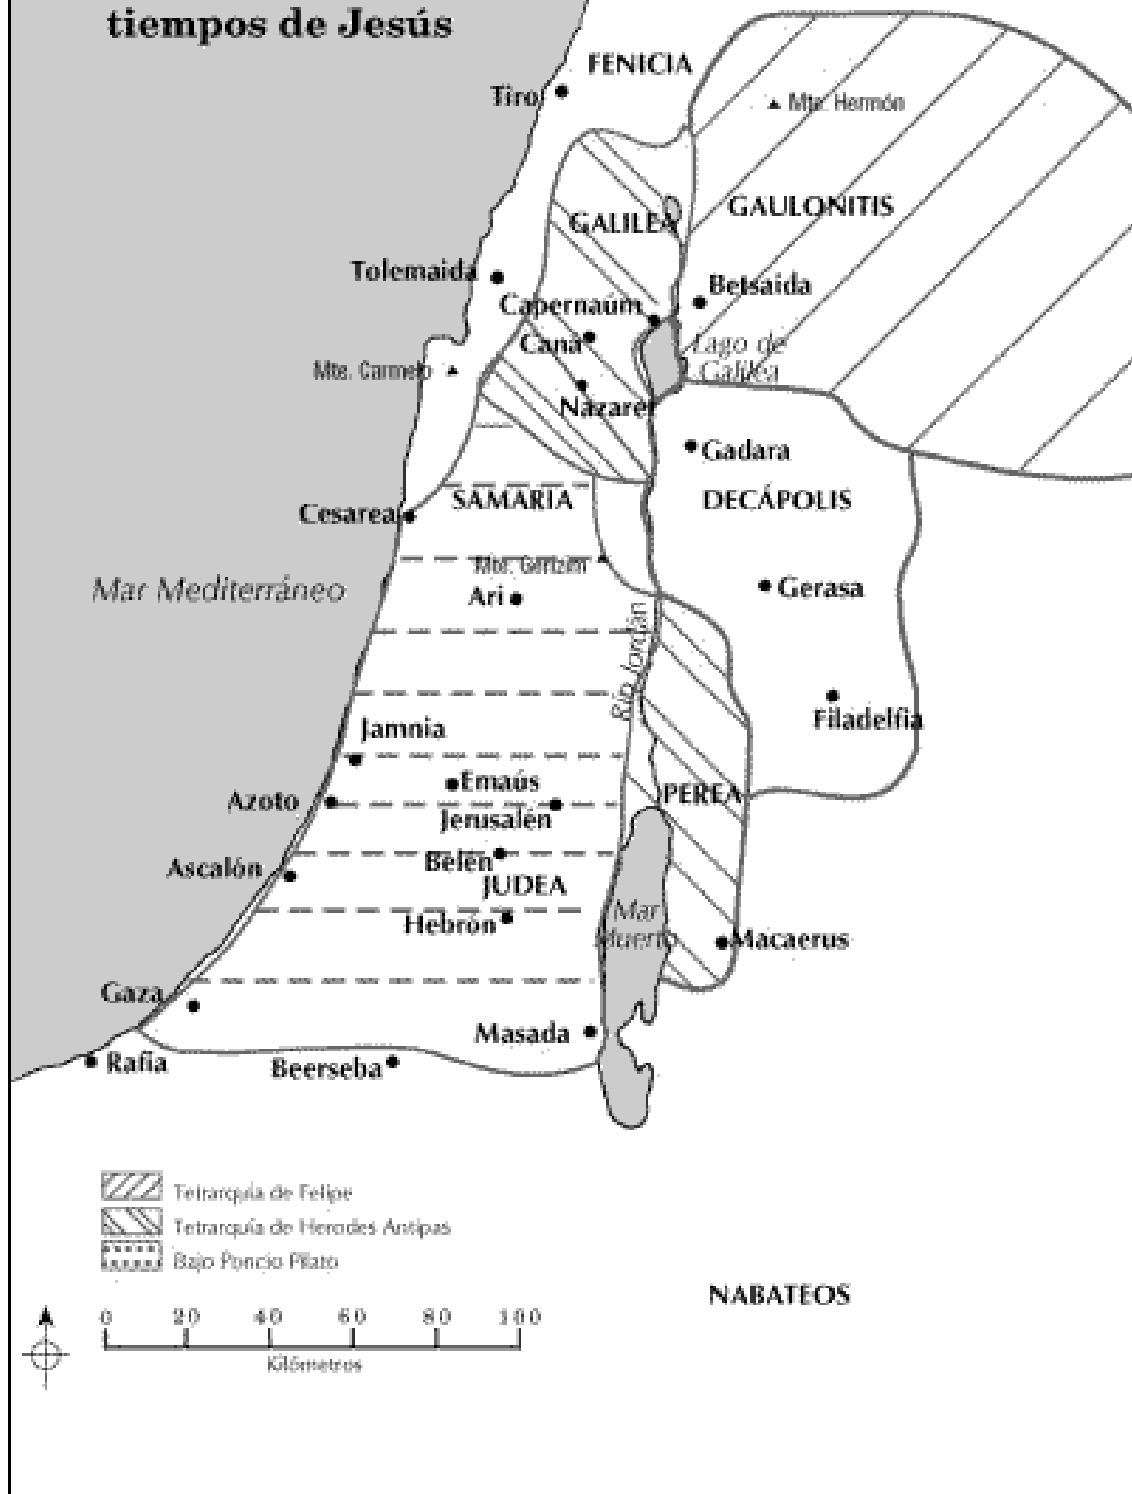 tiempos de Jesús
FENICIA
Tiro
Mte. Hermón
GALILEA
GAULONITIS
Tolemaida
Betsaida
Capernaúm
Caná
Lago de
Galilea
Mte. Carmelo
Nazaret
Gadara
SAMARIA
DECÁPOLIS
Cesarea
Mte. Gerizim
Mar Mediterráneo
Ari
Gerasa
Río Jordán
Filadelfia
Jamnia
Emaús
PEREA
Azoto
Jerusalén
Belén
Ascalón
JUDEA
Hebrón
Mar
Muerto
Macaerus
Gaza
Masada
Rafia
Beerseba
Tetrarquía de Felipe
Tetrarquía de Herodes Antipas
Bajo Poncio Pilato
NABATEOS
0 20 40 60 80 100
Kilómetros